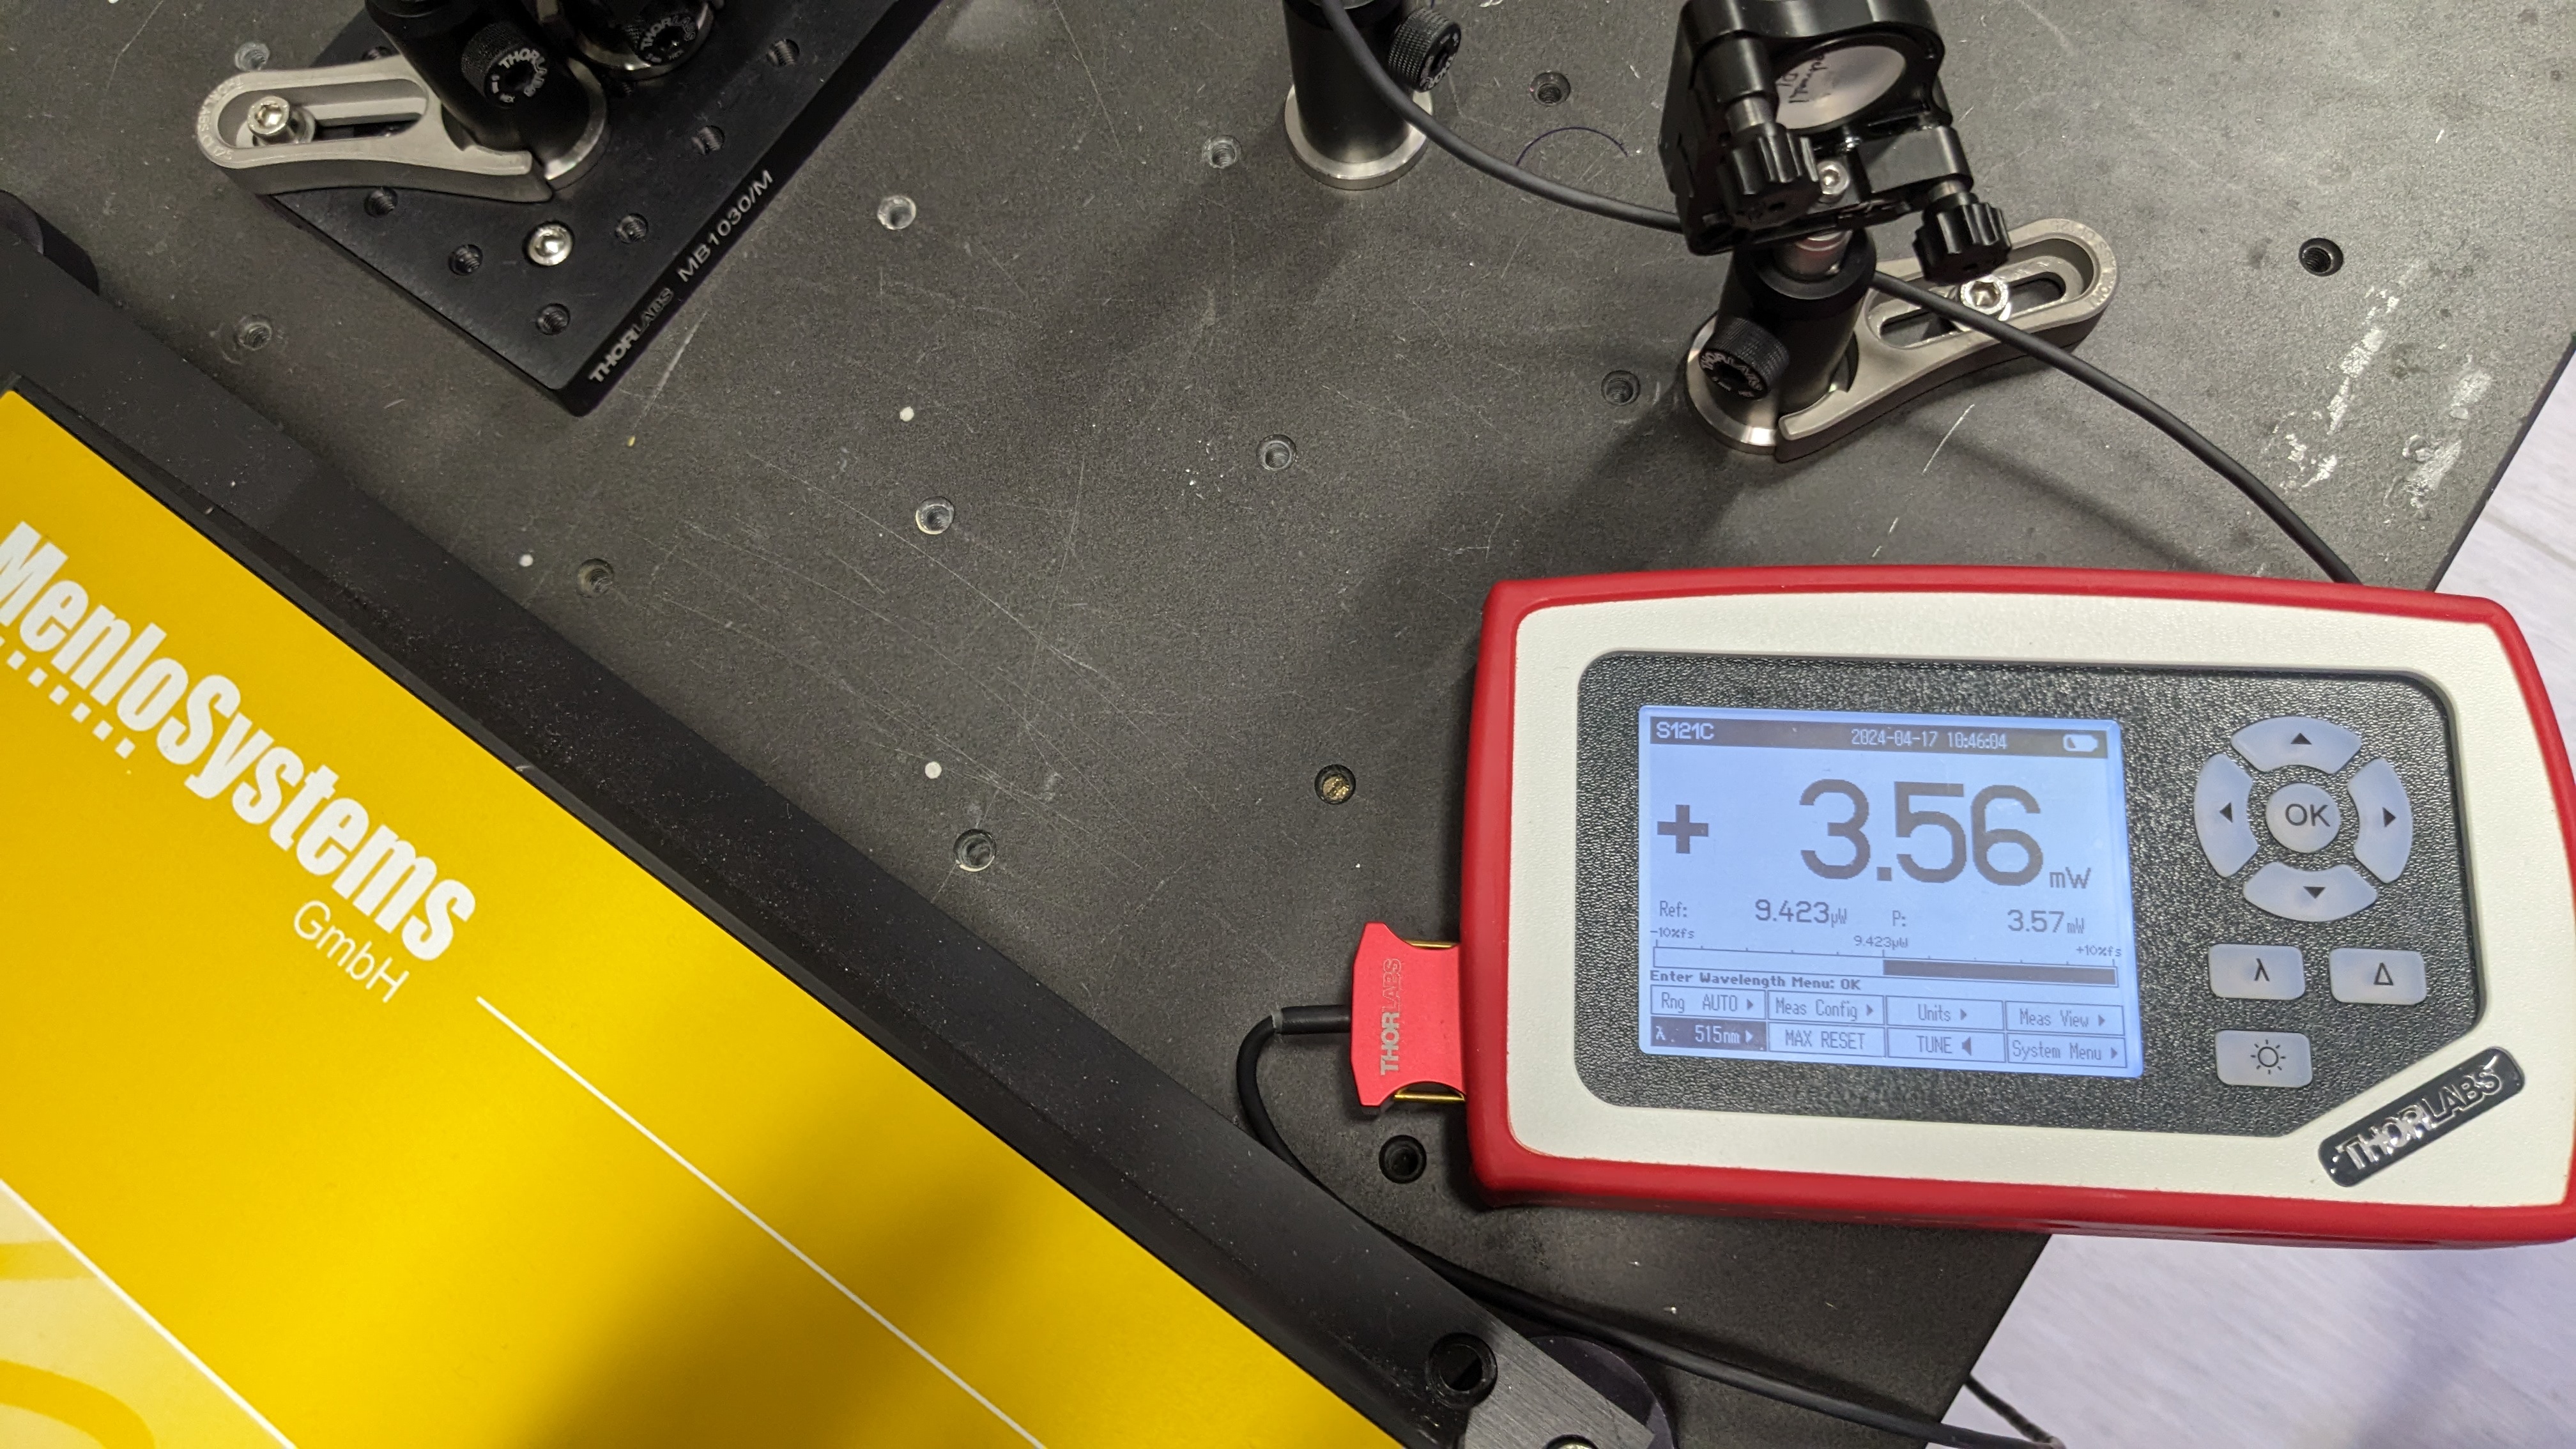 THORLABS
THORLABS MB1030/M
THORLABS
MenloSystems
GmbH
THORLABS
S121C 2024-04-17 10:46:04
+ 3.56 mW
Ref: 9.423µW P: 3.57mW
-10%fs 9.423µW +10%fs
Enter Wavelength Menu: OK
Rng AUTO Meas Config Units Meas View
λ: 515nm MAX RESET TUNE System Menu
OK
λ Δ
THORLABS